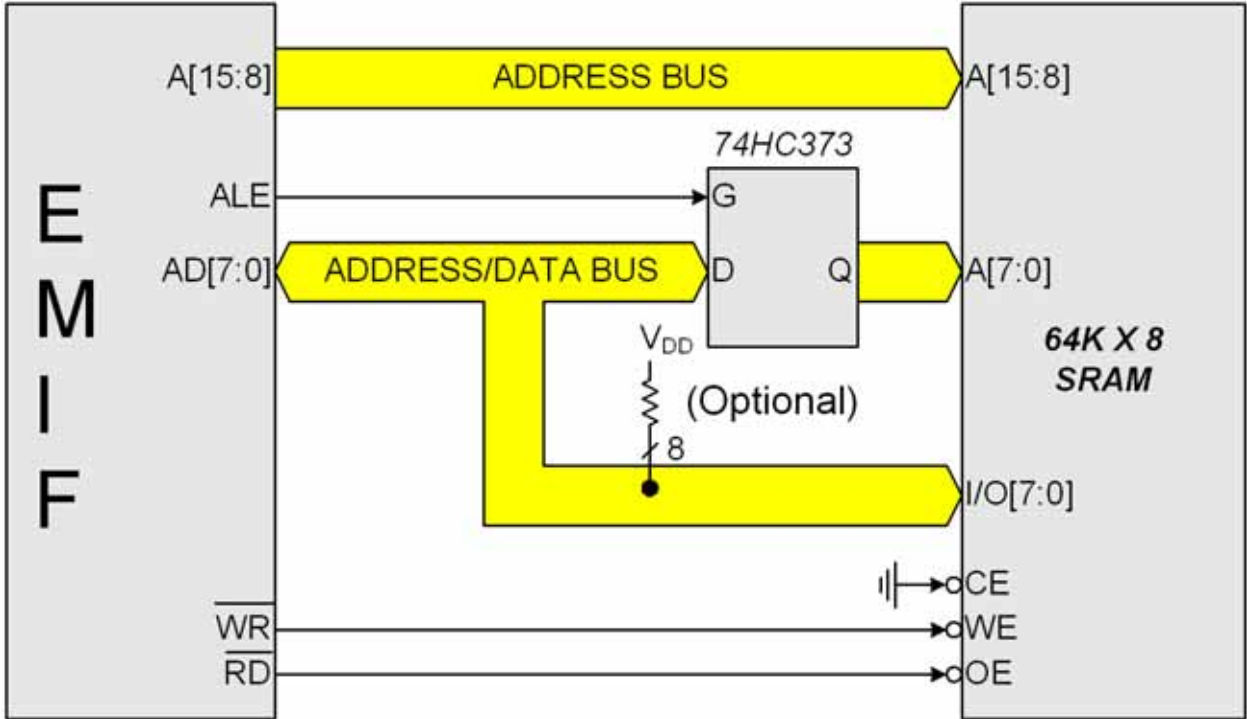 A[15:8]
ADDRESS BUS
A[15:8]
74HC373
ALE
G
AD[7:0]
ADDRESS/DATA BUS
D
Q
A[7:0]
E
M
I
F
VDD
(Optional)
8
64K X 8
SRAM
I/O[7:0]
CE
WR
WE
RD
OE